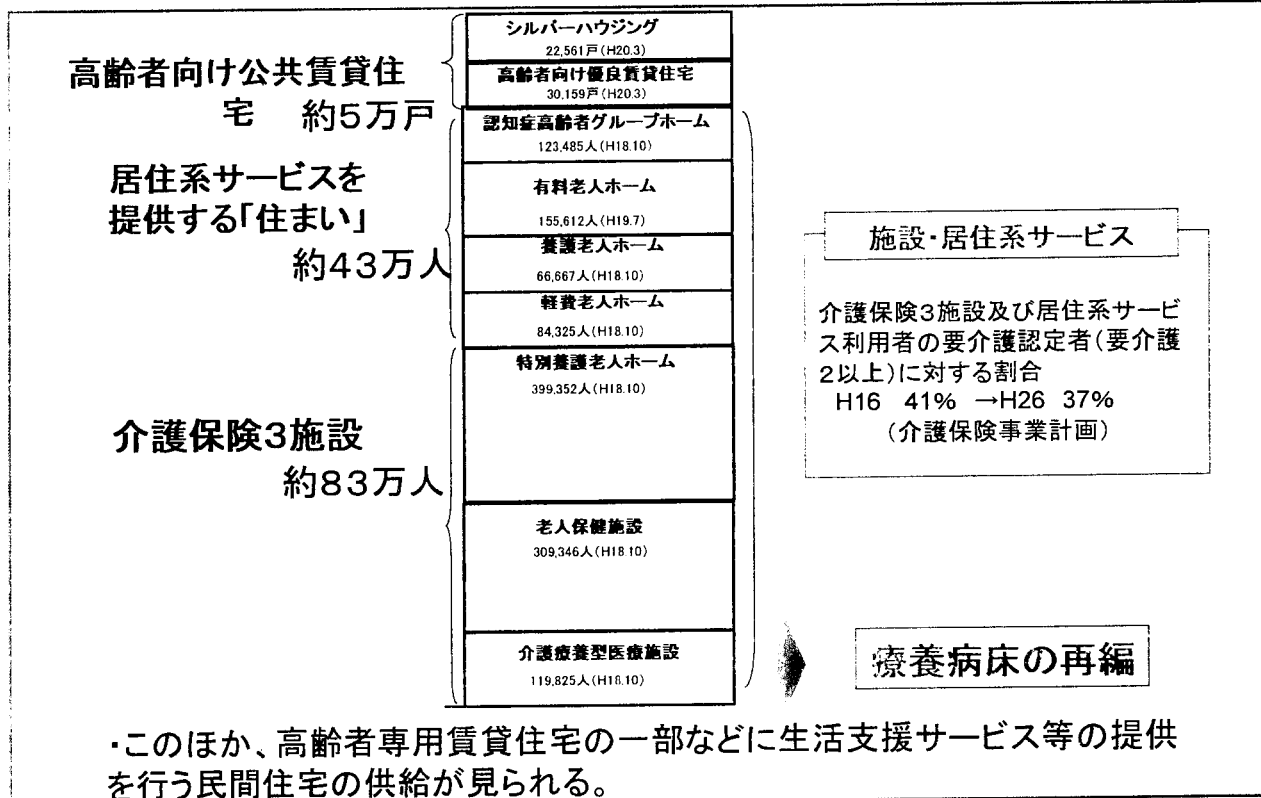 高齢者向け公共賃貸住
宅 約5万戸
居住系サービスを
提供する「住まい」
約43万人
介護保険3施設
約83万人
シルバーハウジング
22,561戸(H20.3)
高齢者向け優良賃貸住宅
30,159戸(H20.3)
認知症高齢者グループホーム
123,485人(H18.10)
有料老人ホーム
155,612人(H19.7)
養護老人ホーム
66,667人(H18.10)
軽費老人ホーム
84,325人(H18.10)
特別養護老人ホーム
399,352人(H18.10)
老人保健施設
309,346人(H18.10)
介護療養型医療施設
119,825人(H18.10)
施設・居住系サービス
介護保険3施設及び居住系サービ
ス利用者の要介護認定者(要介護
2以上)に対する割合
H16 41% →H26 37%
(介護保険事業計画)
療養病床の再編
・このほか、高齢者専用賃貸住宅の一部などに生活支援サービス等の提供
を行う民間住宅の供給が見られる。